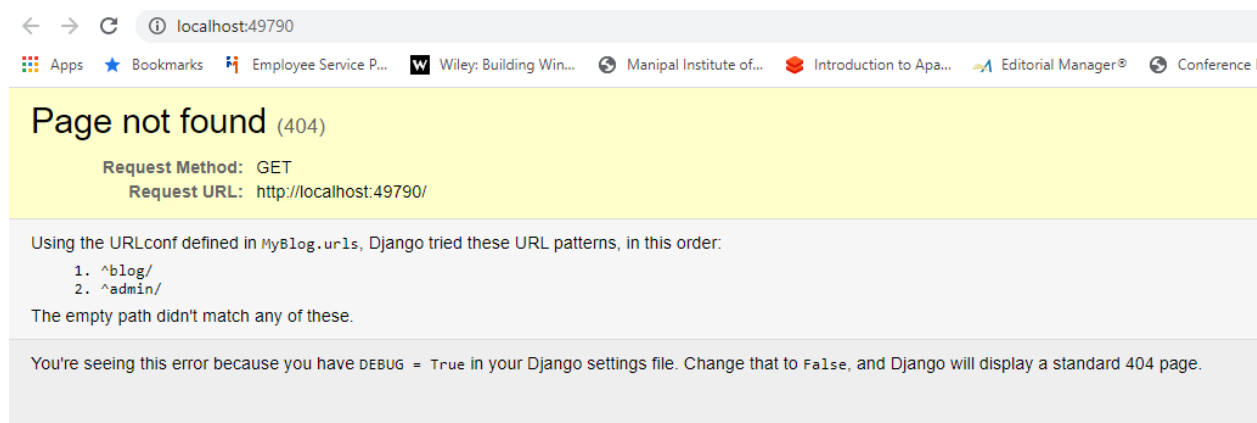 localhost:49790
Apps Bookmarks Employee Service P... W Wiley: Building Win... Manipal Institute of... Introduction to Apa... Editorial Manager® Conference
Page not found (404)
Request Method: GET
Request URL: http://localhost:49790/
Using the URLconf defined in MyBlog.urls, Django tried these URL patterns, in this order:
1. ^blog/
2. ^admin/
The empty path didn't match any of these.
You're seeing this error because you have DEBUG = True in your Django settings file. Change that to False, and Django will display a standard 404 page.